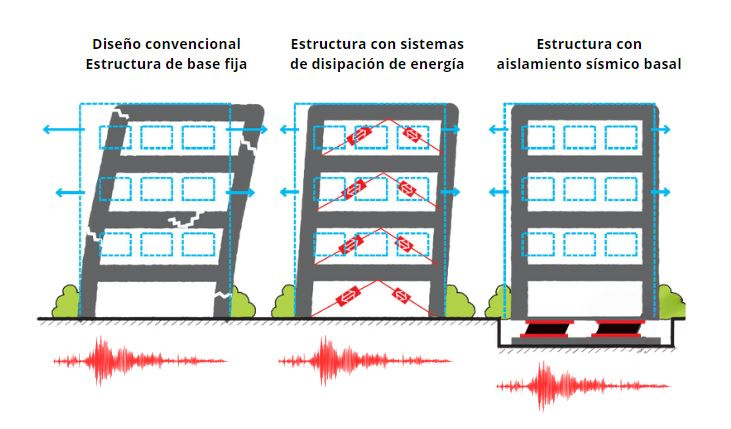 Diseño convencional
Estructura de base fija
Estructura con sistemas
de disipación de energía
Estructura con
aislamiento sísmico basal